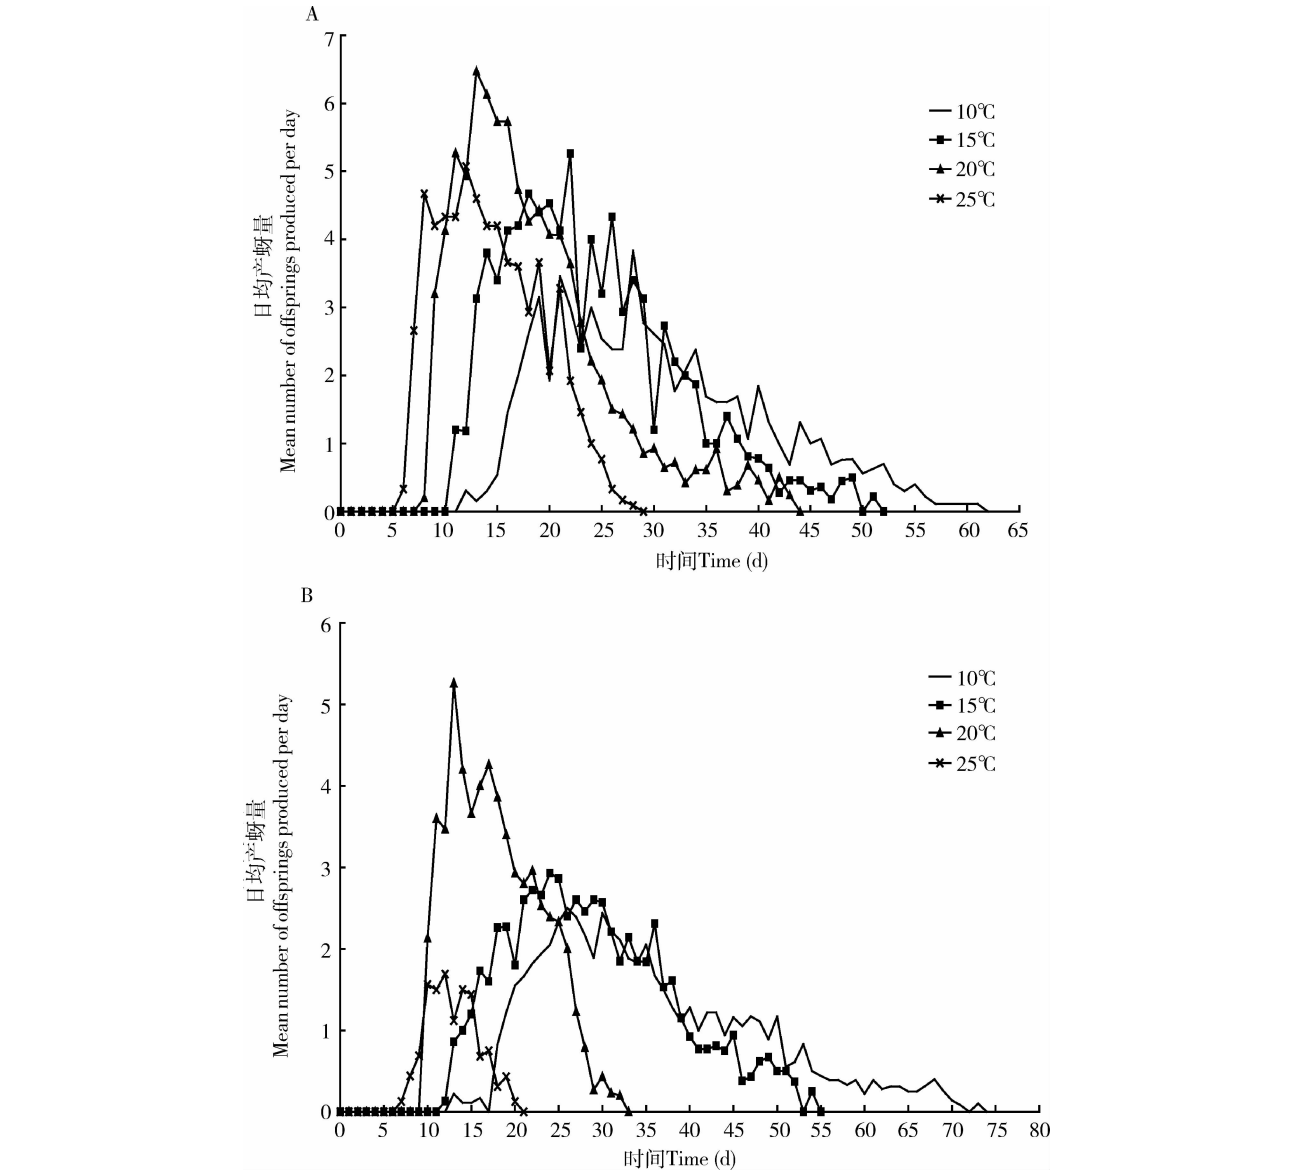 A
7
6
5
4
3
2
1
0
日均产蚜量
Mean number of offsprings produced per day
10℃
15℃
20℃
25℃
0 5 10 15 20 25 30 35 40 45 50 55 60 65
时间Time (d)
B
6
5
4
3
2
1
0
日均产蚜量
Mean number of offsprings produced per day
10℃
15℃
20℃
25℃
0 5 10 15 20 25 30 35 40 45 50 55 60 65 70 75 80
时间Time (d)